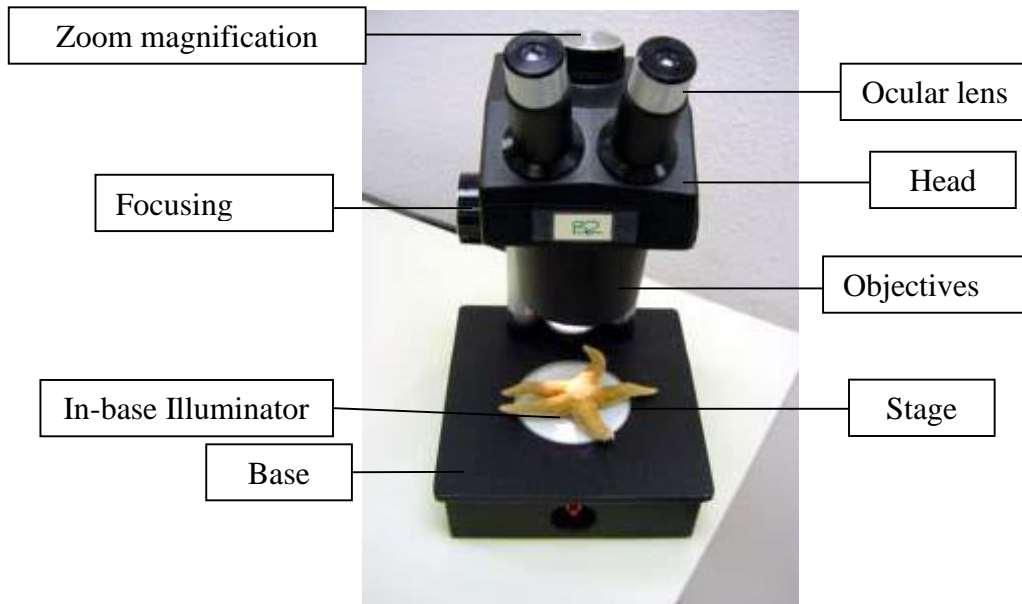 Zoom magnification
Ocular lens
Head
Focusing
B2
Objectives
In-base Illuminator
Stage
Base